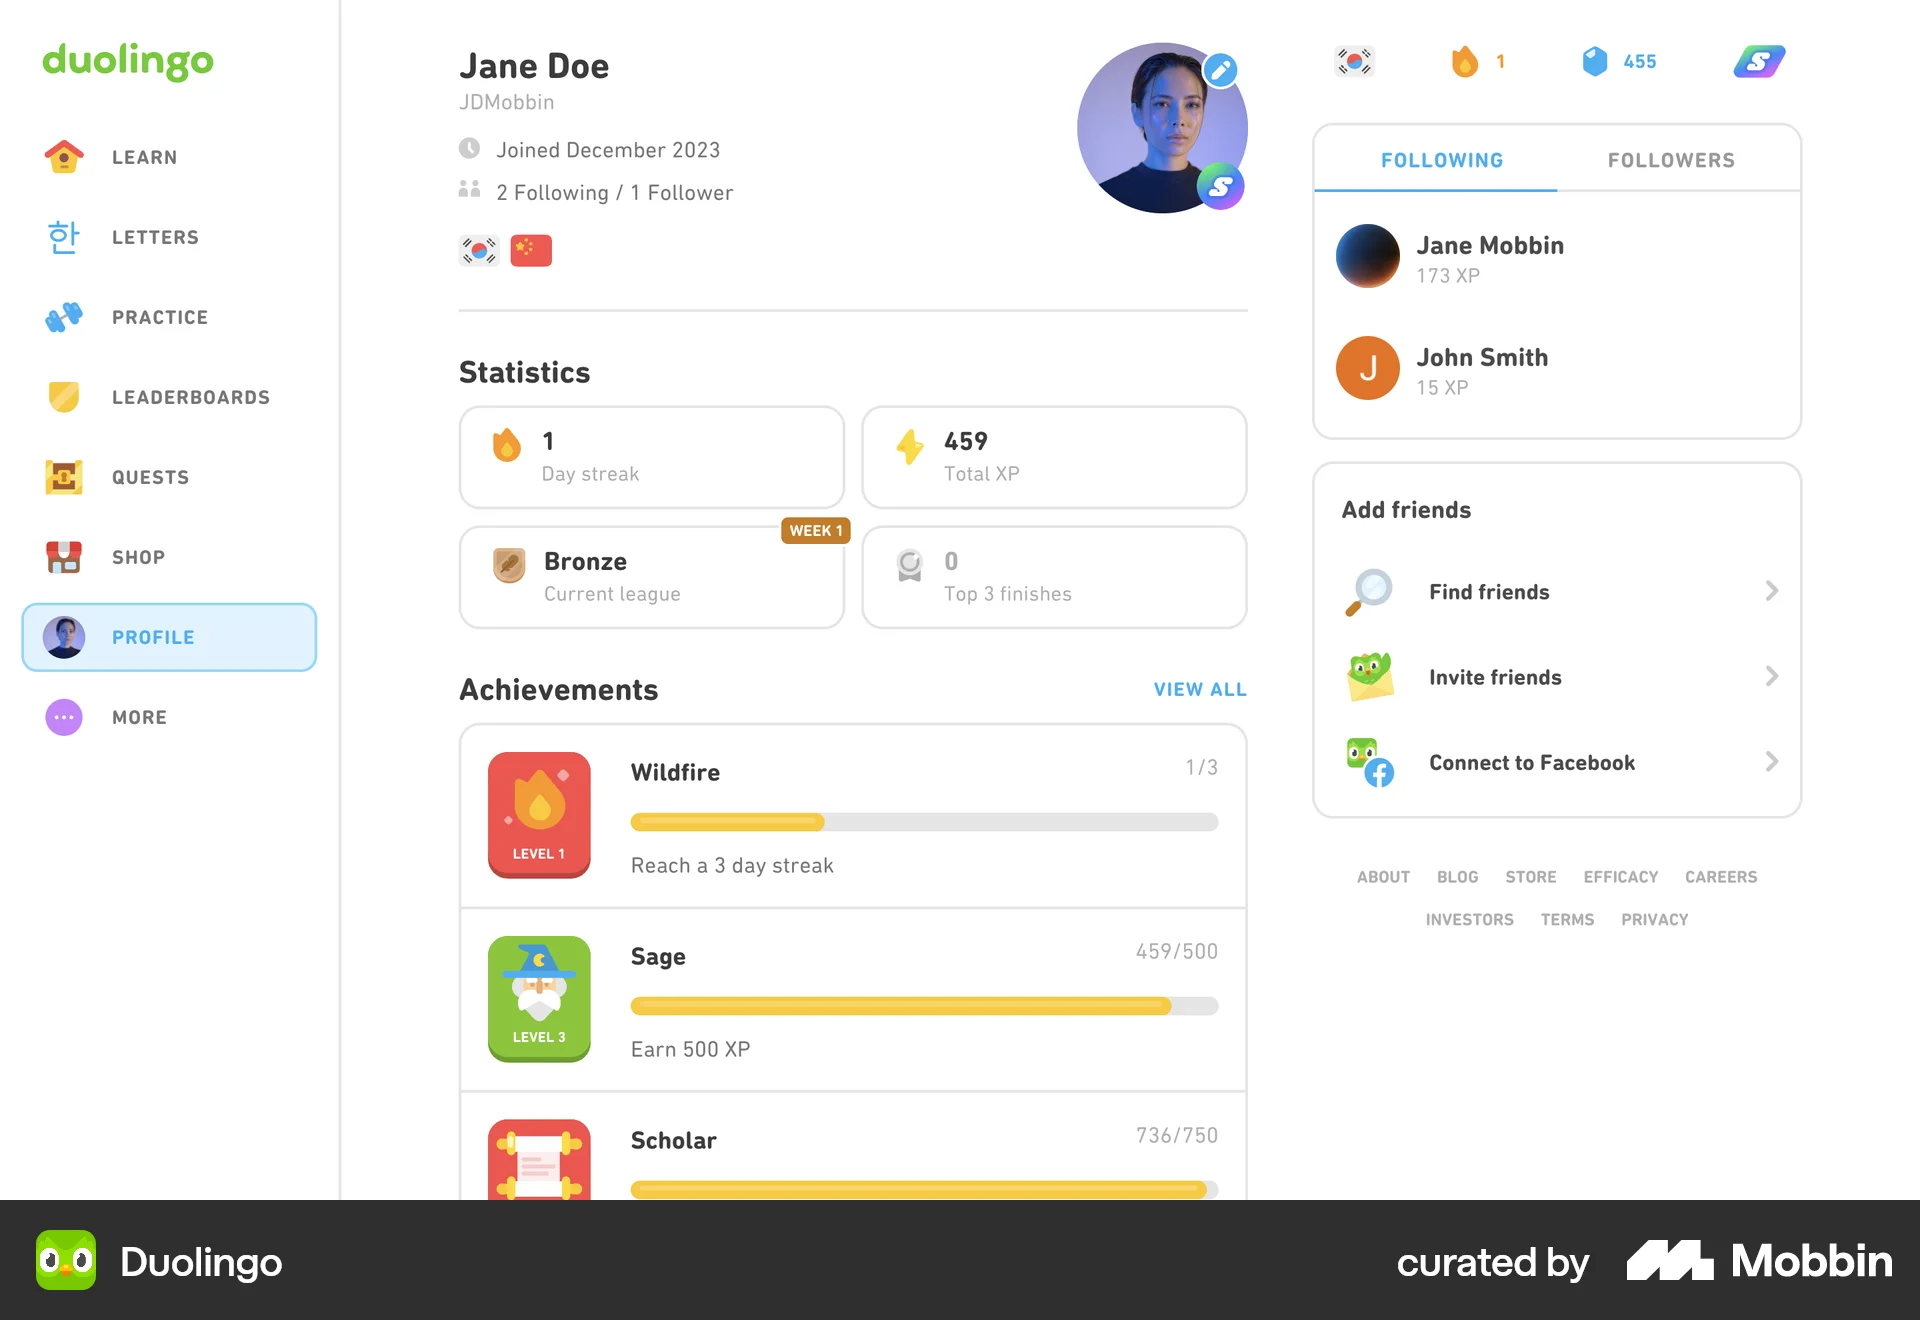 duolingo
LEARN
한
LETTERS
PRACTICE
LEADERBOARDS
QUESTS
SHOP
PROFILE
MORE
Jane Doe
JDMobbin
Joined December 2023
2 Following / 1 Follower
S
Statistics
1
Day streak
459
Total XP
WEEK 1
Bronze
Current league
0
Top 3 finishes
Achievements
VIEW ALL
Wildfire
1/3
LEVEL 1
Reach a 3 day streak
Sage
459/500
LEVEL 3
Earn 500 XP
Scholar
736/750
1
455
S
FOLLOWING
FOLLOWERS
Jane Mobbin
173 XP
J
John Smith
15 XP
Add friends
Find friends
Invite friends
f
Connect to Facebook
ABOUT BLOG STORE EFFICACY CAREERS
INVESTORS TERMS PRIVACY
Duolingo
curated by Mobbin